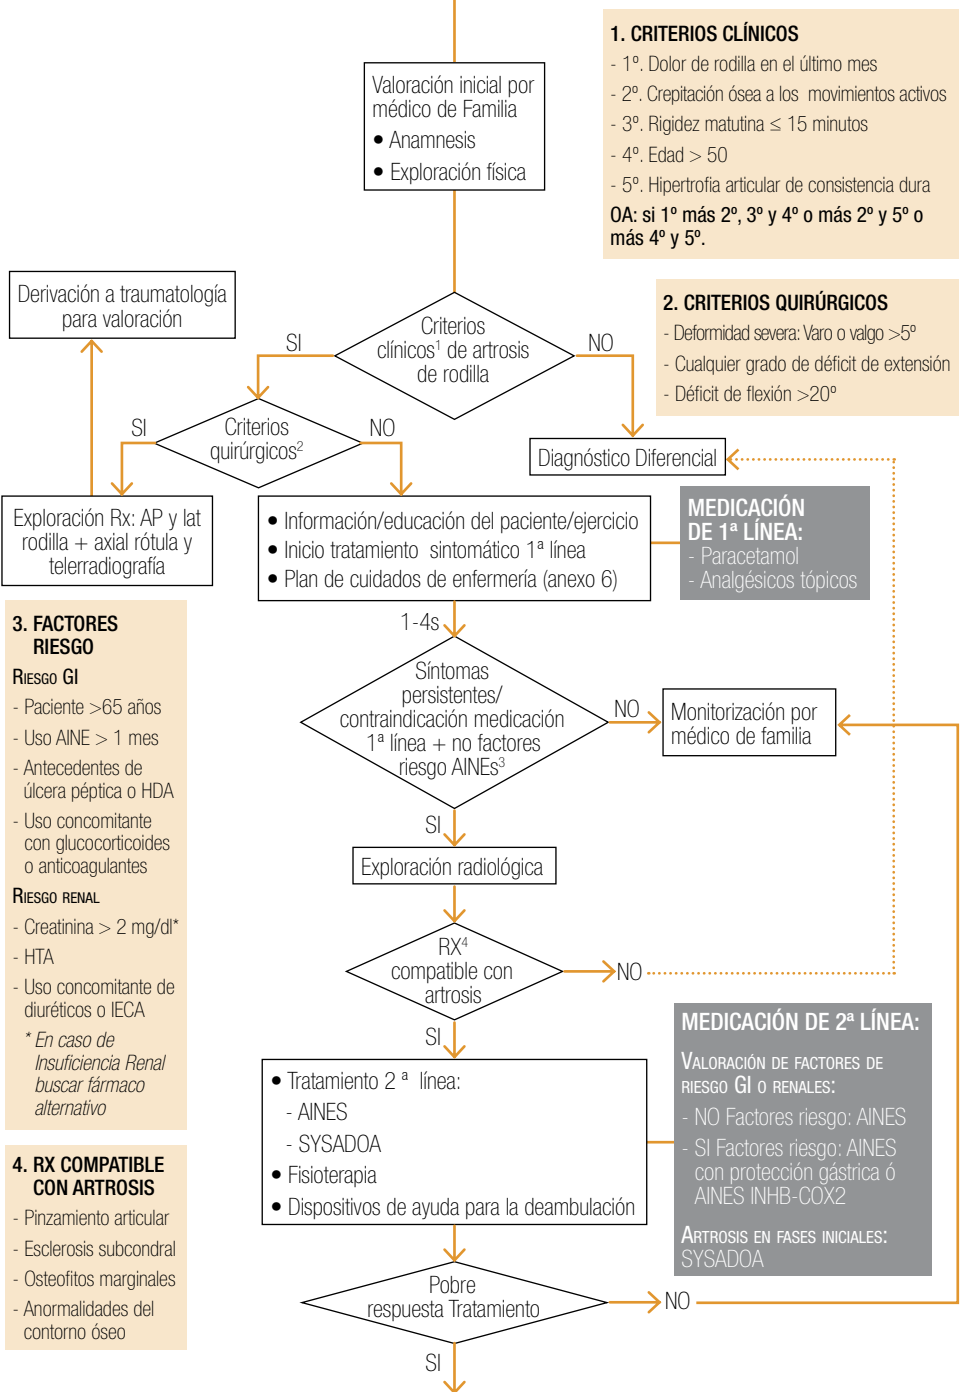 Valoración inicial por
médico de Familia
• Anamnesis
• Exploración física
1. CRITERIOS CLÍNICOS
- 1º. Dolor de rodilla en el último mes
- 2º. Crepitación ósea a los movimientos activos
- 3º. Rigidez matutina ≤ 15 minutos
- 4º. Edad > 50
- 5º. Hipertrofia articular de consistencia dura
OA: si 1º más 2º, 3º y 4º o más 2º y 5º o
más 4º y 5º.
Derivación a traumatología
para valoración
2. CRITERIOS QUIRÚRGICOS
- Deformidad severa: Varo o valgo >5º
- Cualquier grado de déficit de extensión
- Déficit de flexión >20º
Criterios
clínicos¹ de artrosis
de rodilla
SI
NO
Criterios
quirúrgicos²
SI
NO
Diagnóstico Diferencial
Exploración Rx: AP y lat
rodilla + axial rótula y
telerradiografía
• Información/educación del paciente/ejercicio
• Inicio tratamiento sintomático 1ª línea
• Plan de cuidados de enfermería (anexo 6)
MEDICACIÓN
DE 1ª LÍNEA:
- Paracetamol
- Analgésicos tópicos
1-4s
3. FACTORES
RIESGO
RIESGO GI
- Paciente >65 años
- Uso AINE > 1 mes
- Antecedentes de
úlcera péptica o HDA
- Uso concomitante
con glucocorticoides
o anticoagulantes
RIESGO RENAL
- Creatinina > 2 mg/dl*
- HTA
- Uso concomitante de
diuréticos o IECA
* En caso de
Insuficiencia Renal
buscar fármaco
alternativo
Síntomas
persistentes/
contraindicación medicación
1ª línea + no factores
riesgo AINEs³
NO
Monitorización por
médico de familia
SI
Exploración radiológica
RX⁴
compatible con
artrosis
NO
SI
• Tratamiento 2 ª línea:
- AINES
- SYSADOA
• Fisioterapia
• Dispositivos de ayuda para la deambulación
MEDICACIÓN DE 2ª LÍNEA:
VALORACIÓN DE FACTORES DE
RIESGO GI O RENALES:
- NO Factores riesgo: AINES
- SI Factores riesgo: AINES
con protección gástrica ó
AINES INHB-COX2
ARTROSIS EN FASES INICIALES:
SYSADOA
4. RX COMPATIBLE
CON ARTROSIS
- Pinzamiento articular
- Esclerosis subcondral
- Osteofitos marginales
- Anormalidades del
contorno óseo
Pobre
respuesta Tratamiento
NO
SI